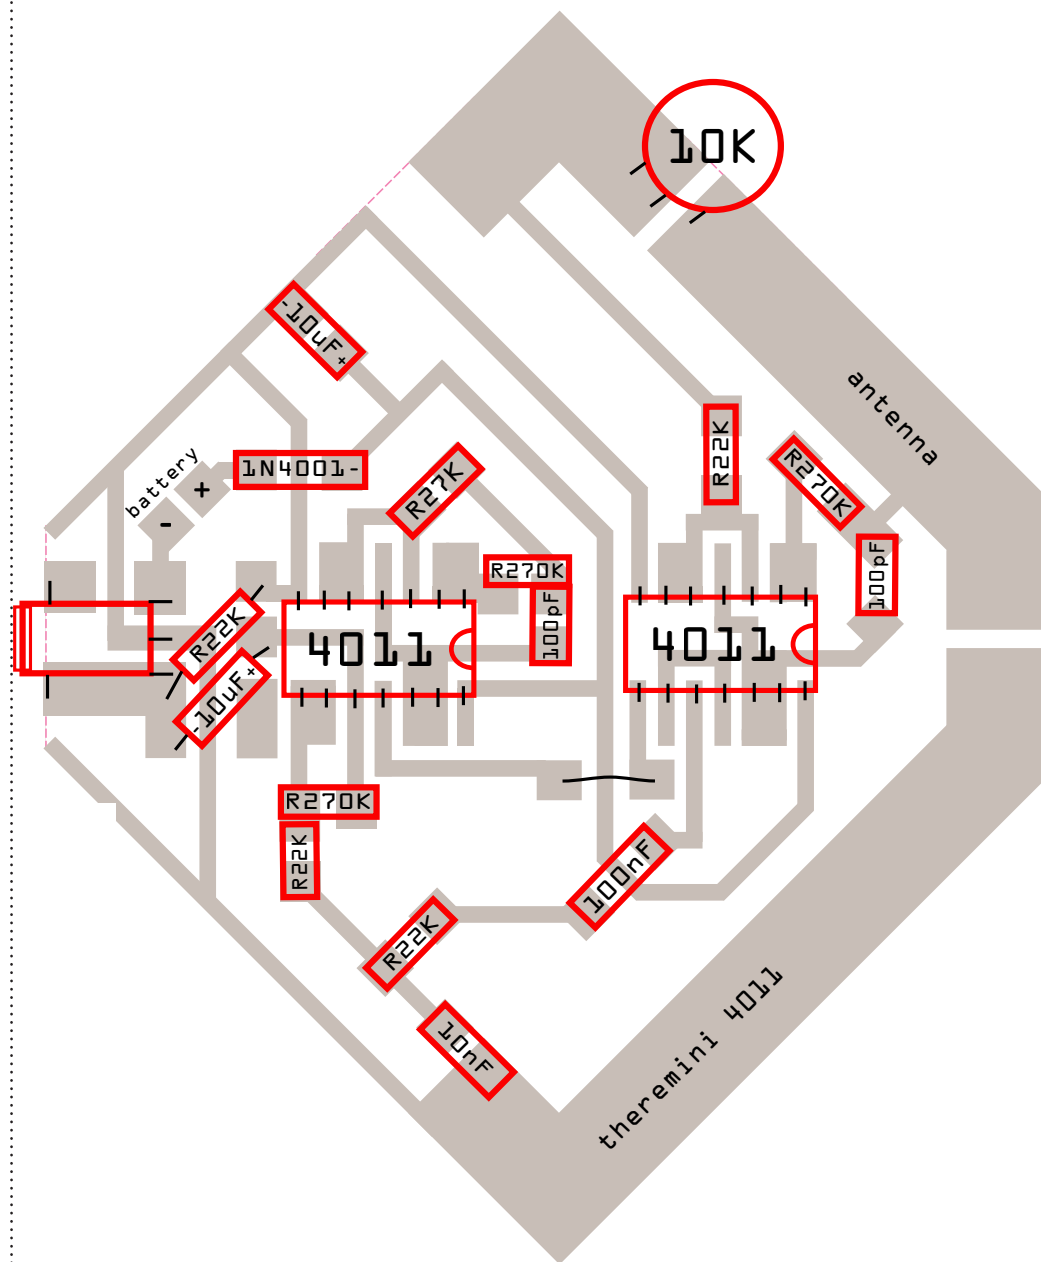 10K
-10uF+
antenna
battery
+
-
1N4001-
R27K
R22K
R270K
R270K
100pF
100pF
R22K
4011
4011
-10uF+
R270K
R22K
100nF
R22K
10nF
theremini 4011